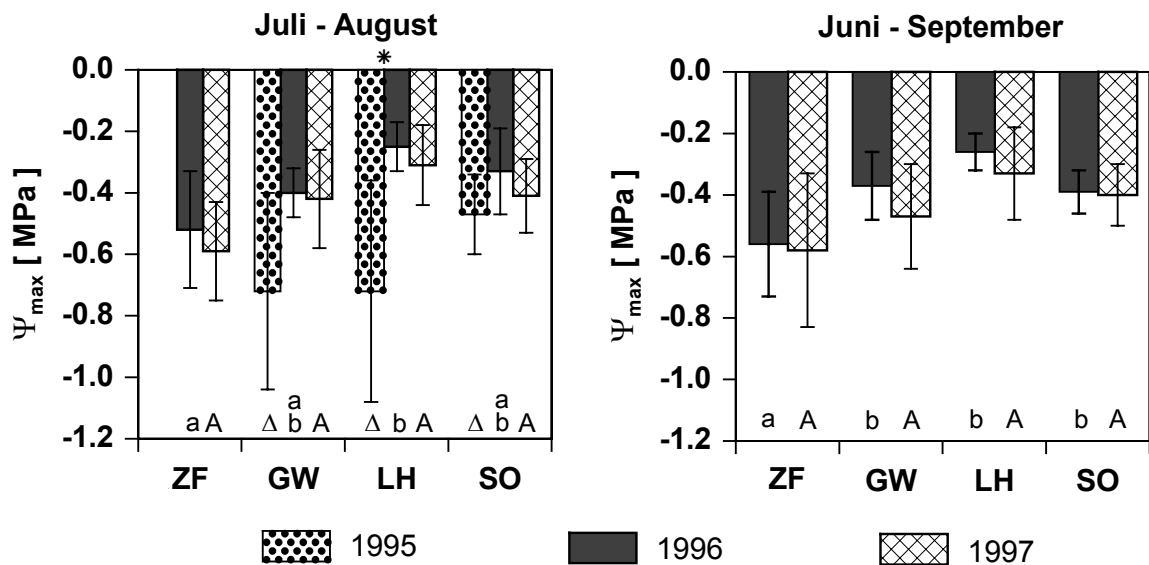 Juli - August
*
0.0
-0.2
-0.4
-0.6
-0.8
-1.0
-1.2
Ψmax [ MPa]
a
a
a A
Δ b A
Δ b A
Δ b A
ZF GW LH SO
Juni - September
0.0
-0.2
-0.4
-0.6
-0.8
-1.0
-1.2
Ψmax [ MPa]
a A b A b A b A
ZF GW LH SO
1995 1996 1997